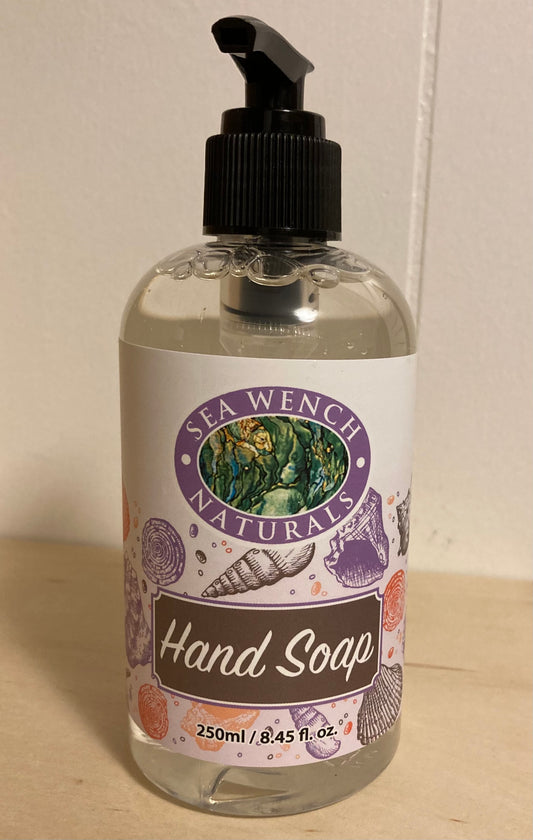 SEA WENCH
NATURALS
Hand Soap
250ml / 8.45 fl. oz.